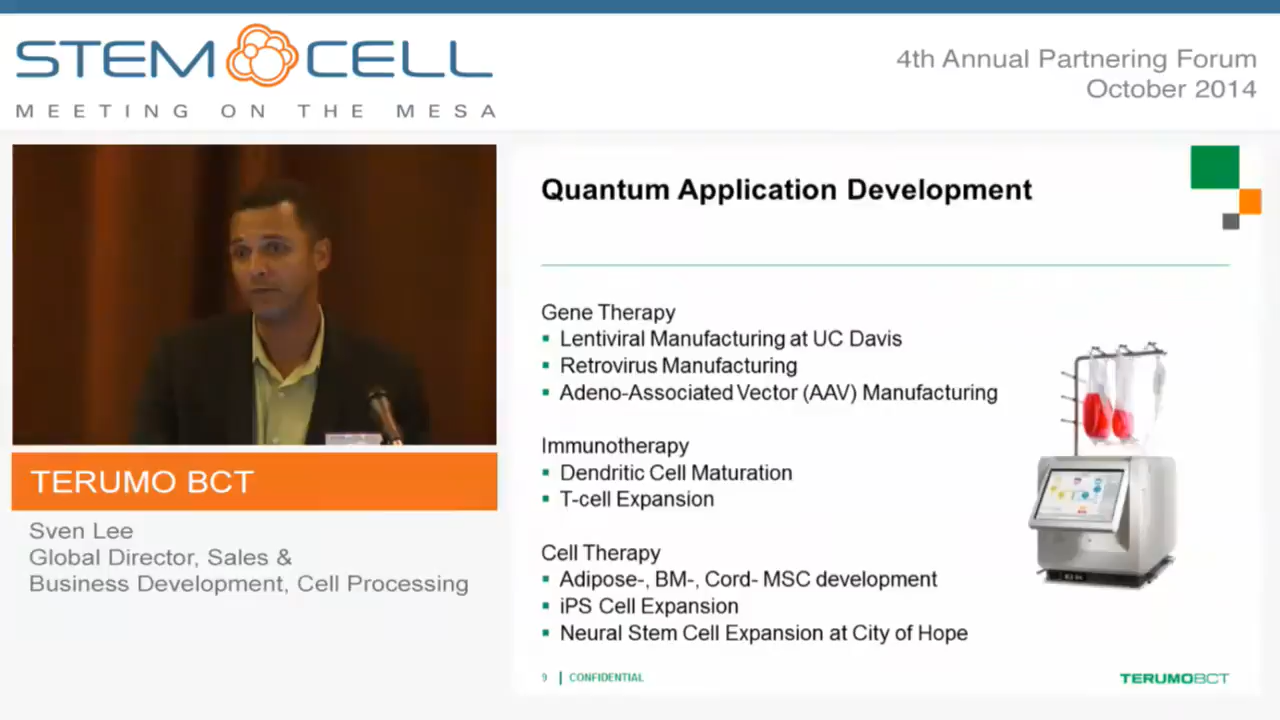 STEM CELL
MEETING ON THE MESA
4th Annual Partnering Forum
October 2014
TERUMO BCT
Sven Lee
Global Director, Sales &
Business Development, Cell Processing
Quantum Application Development
Gene Therapy
▪ Lentiviral Manufacturing at UC Davis
▪ Retrovirus Manufacturing
▪ Adeno-Associated Vector (AAV) Manufacturing
Immunotherapy
▪ Dendritic Cell Maturation
▪ T-cell Expansion
Cell Therapy
▪ Adipose-, BM-, Cord- MSC development
▪ iPS Cell Expansion
▪ Neural Stem Cell Expansion at City of Hope
9 | CONFIDENTIAL
TERUMOBCT